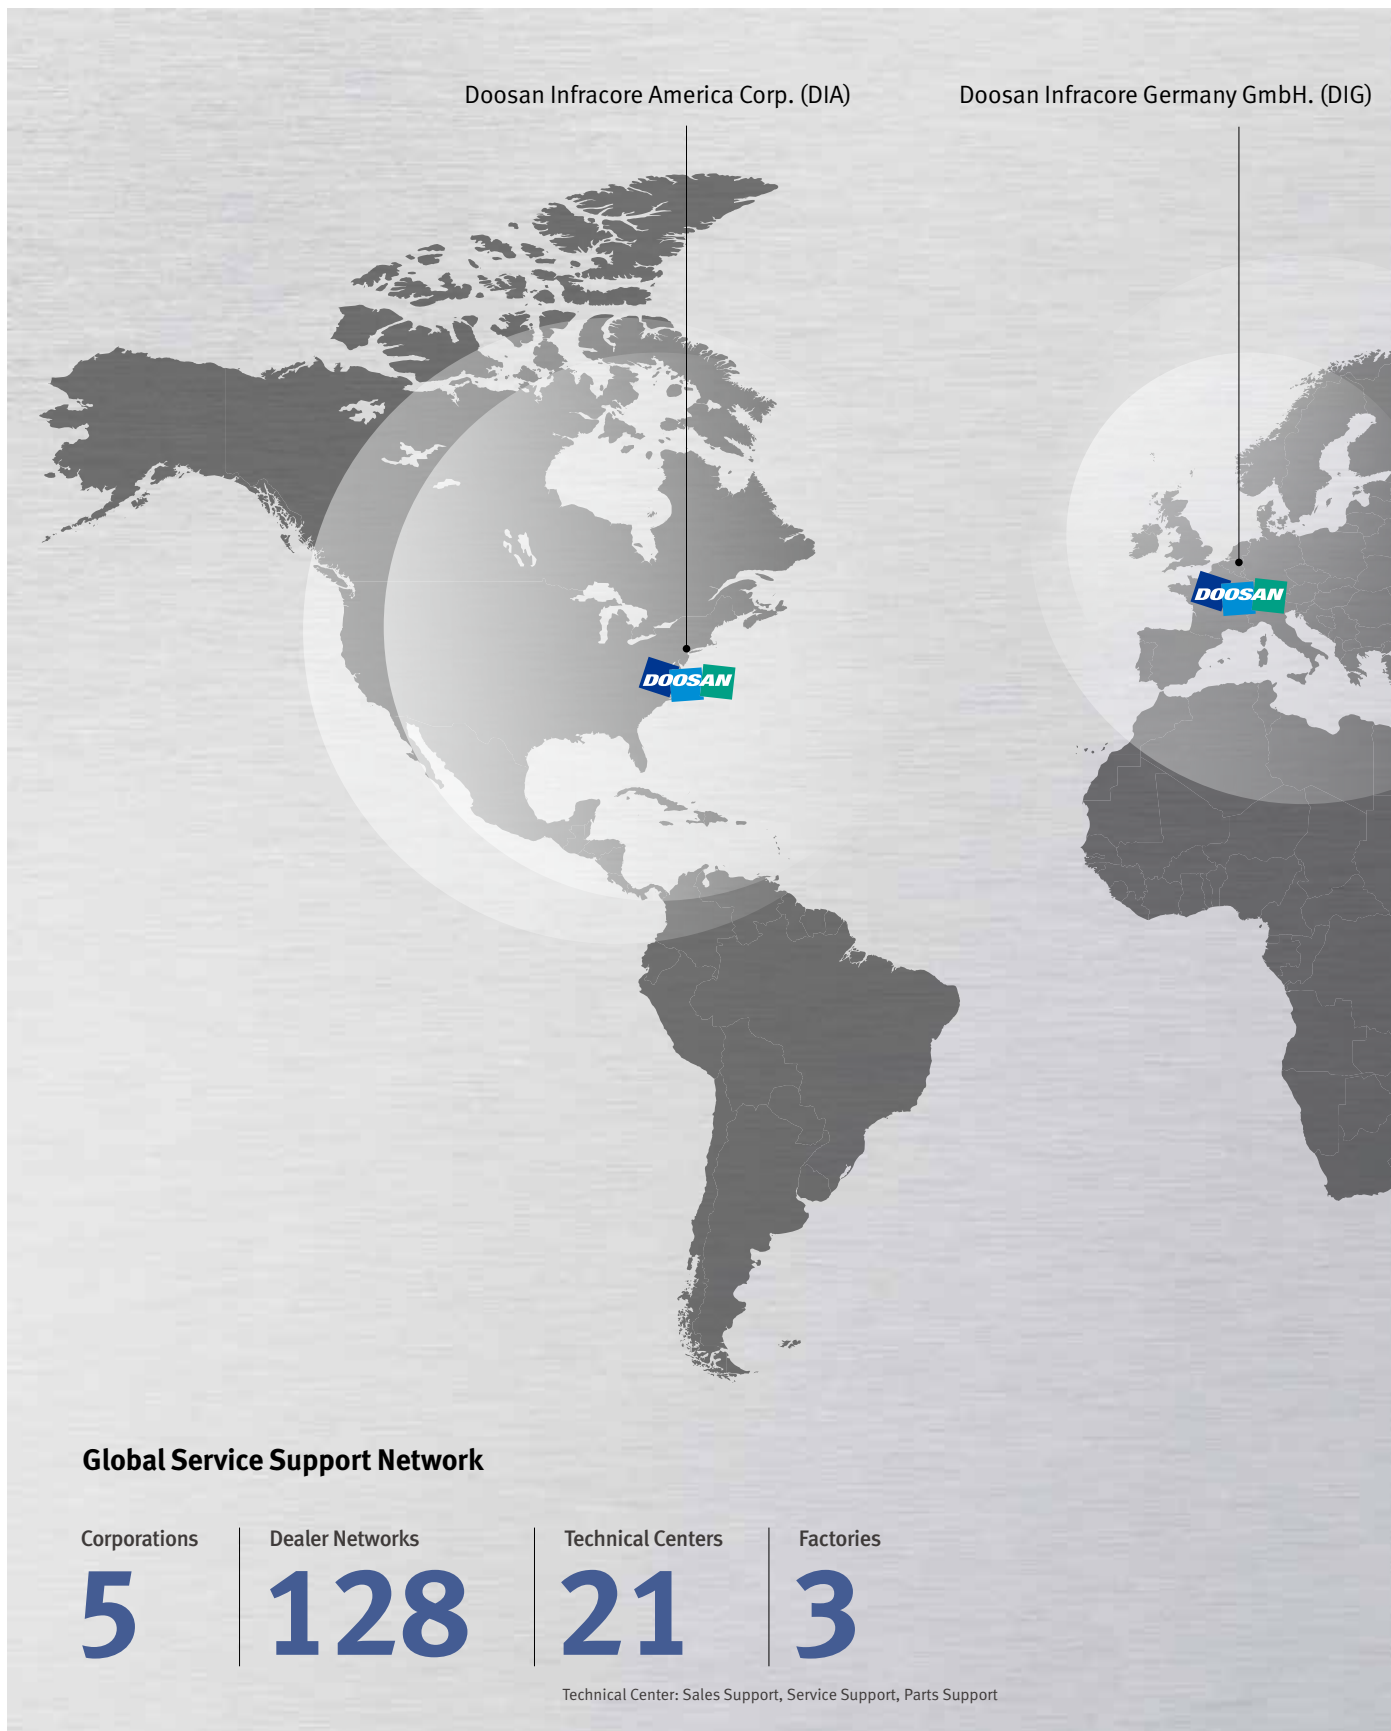 Doosan Infracore America Corp. (DIA)
Doosan Infracore Germany GmbH. (DIG)
DOOSAN
DOOSAN
Global Service Support Network
Corporations
5
Dealer Networks
128
Technical Centers
21
Factories
3
Technical Center: Sales Support, Service Support, Parts Support